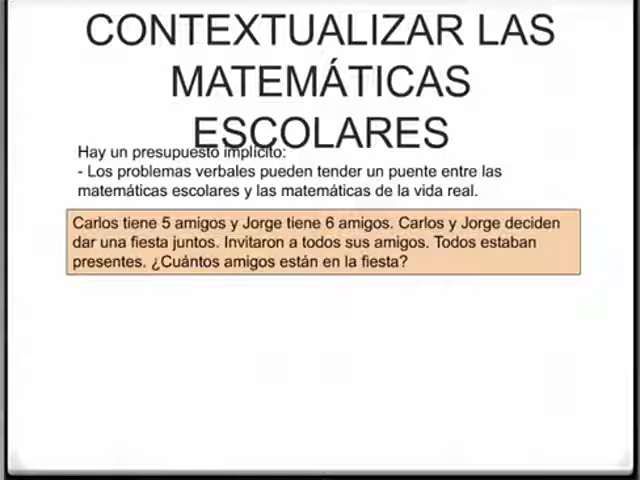 CONTEXTUALIZAR LAS
MATEMÁTICAS
ESCOLARES
Hay un presupuesto implícito:
- Los problemas verbales pueden tender un puente entre las
matemáticas escolares y las matemáticas de la vida real.
Carlos tiene 5 amigos y Jorge tiene 6 amigos. Carlos y Jorge deciden
dar una fiesta juntos. Invitaron a todos sus amigos. Todos estaban
presentes. ¿Cuántos amigos están en la fiesta?